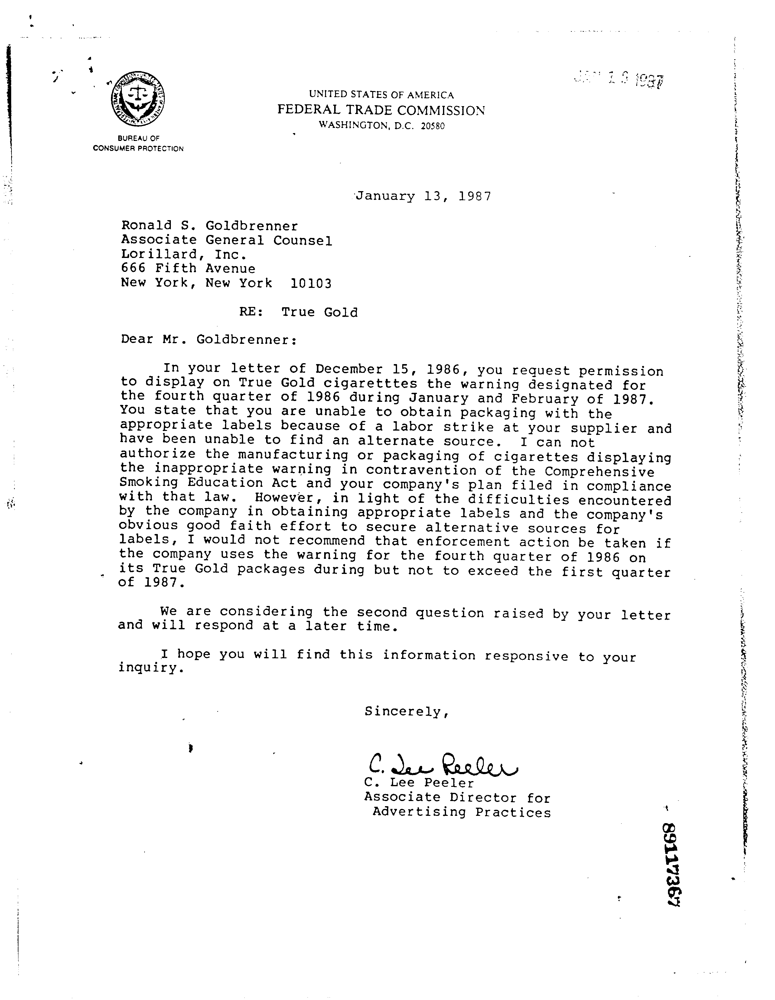 JAN 19 1987
UNITED STATES OF AMERICA
FEDERAL TRADE COMMISSION
WASHINGTON, D.C. 20580
BUREAU OF
CONSUMER PROTECTION
January 13, 1987
Ronald S. Goldbrenner
Associate General Counsel
Lorillard, Inc.
666 Fifth Avenue
New York, New York 10103
RE: True Gold
Dear Mr. Goldbrenner:
In your letter of December 15, 1986, you request permission
to display on True Gold cigaretttes the warning designated for
the fourth quarter of 1986 during January and February of 1987.
You state that you are unable to obtain packaging with the
appropriate labels because of a labor strike at your supplier and
have been unable to find an alternate source. I can not
authorize the manufacturing or packaging of cigarettes displaying
the inappropriate warning in contravention of the Comprehensive
Smoking Education Act and your company's plan filed in compliance
with that law. However, in light of the difficulties encountered
by the company in obtaining appropriate labels and the company's
obvious good faith effort to secure alternative sources for
labels, I would not recommend that enforcement action be taken if
the company uses the warning for the fourth quarter of 1986 on
its True Gold packages during but not to exceed the first quarter
of 1987.
We are considering the second question raised by your letter
and will respond at a later time.
I hope you will find this information responsive to your
inquiry.
Sincerely,
C. Lee Peeler
C. Lee Peeler
Associate Director for
Advertising Practices
89117367